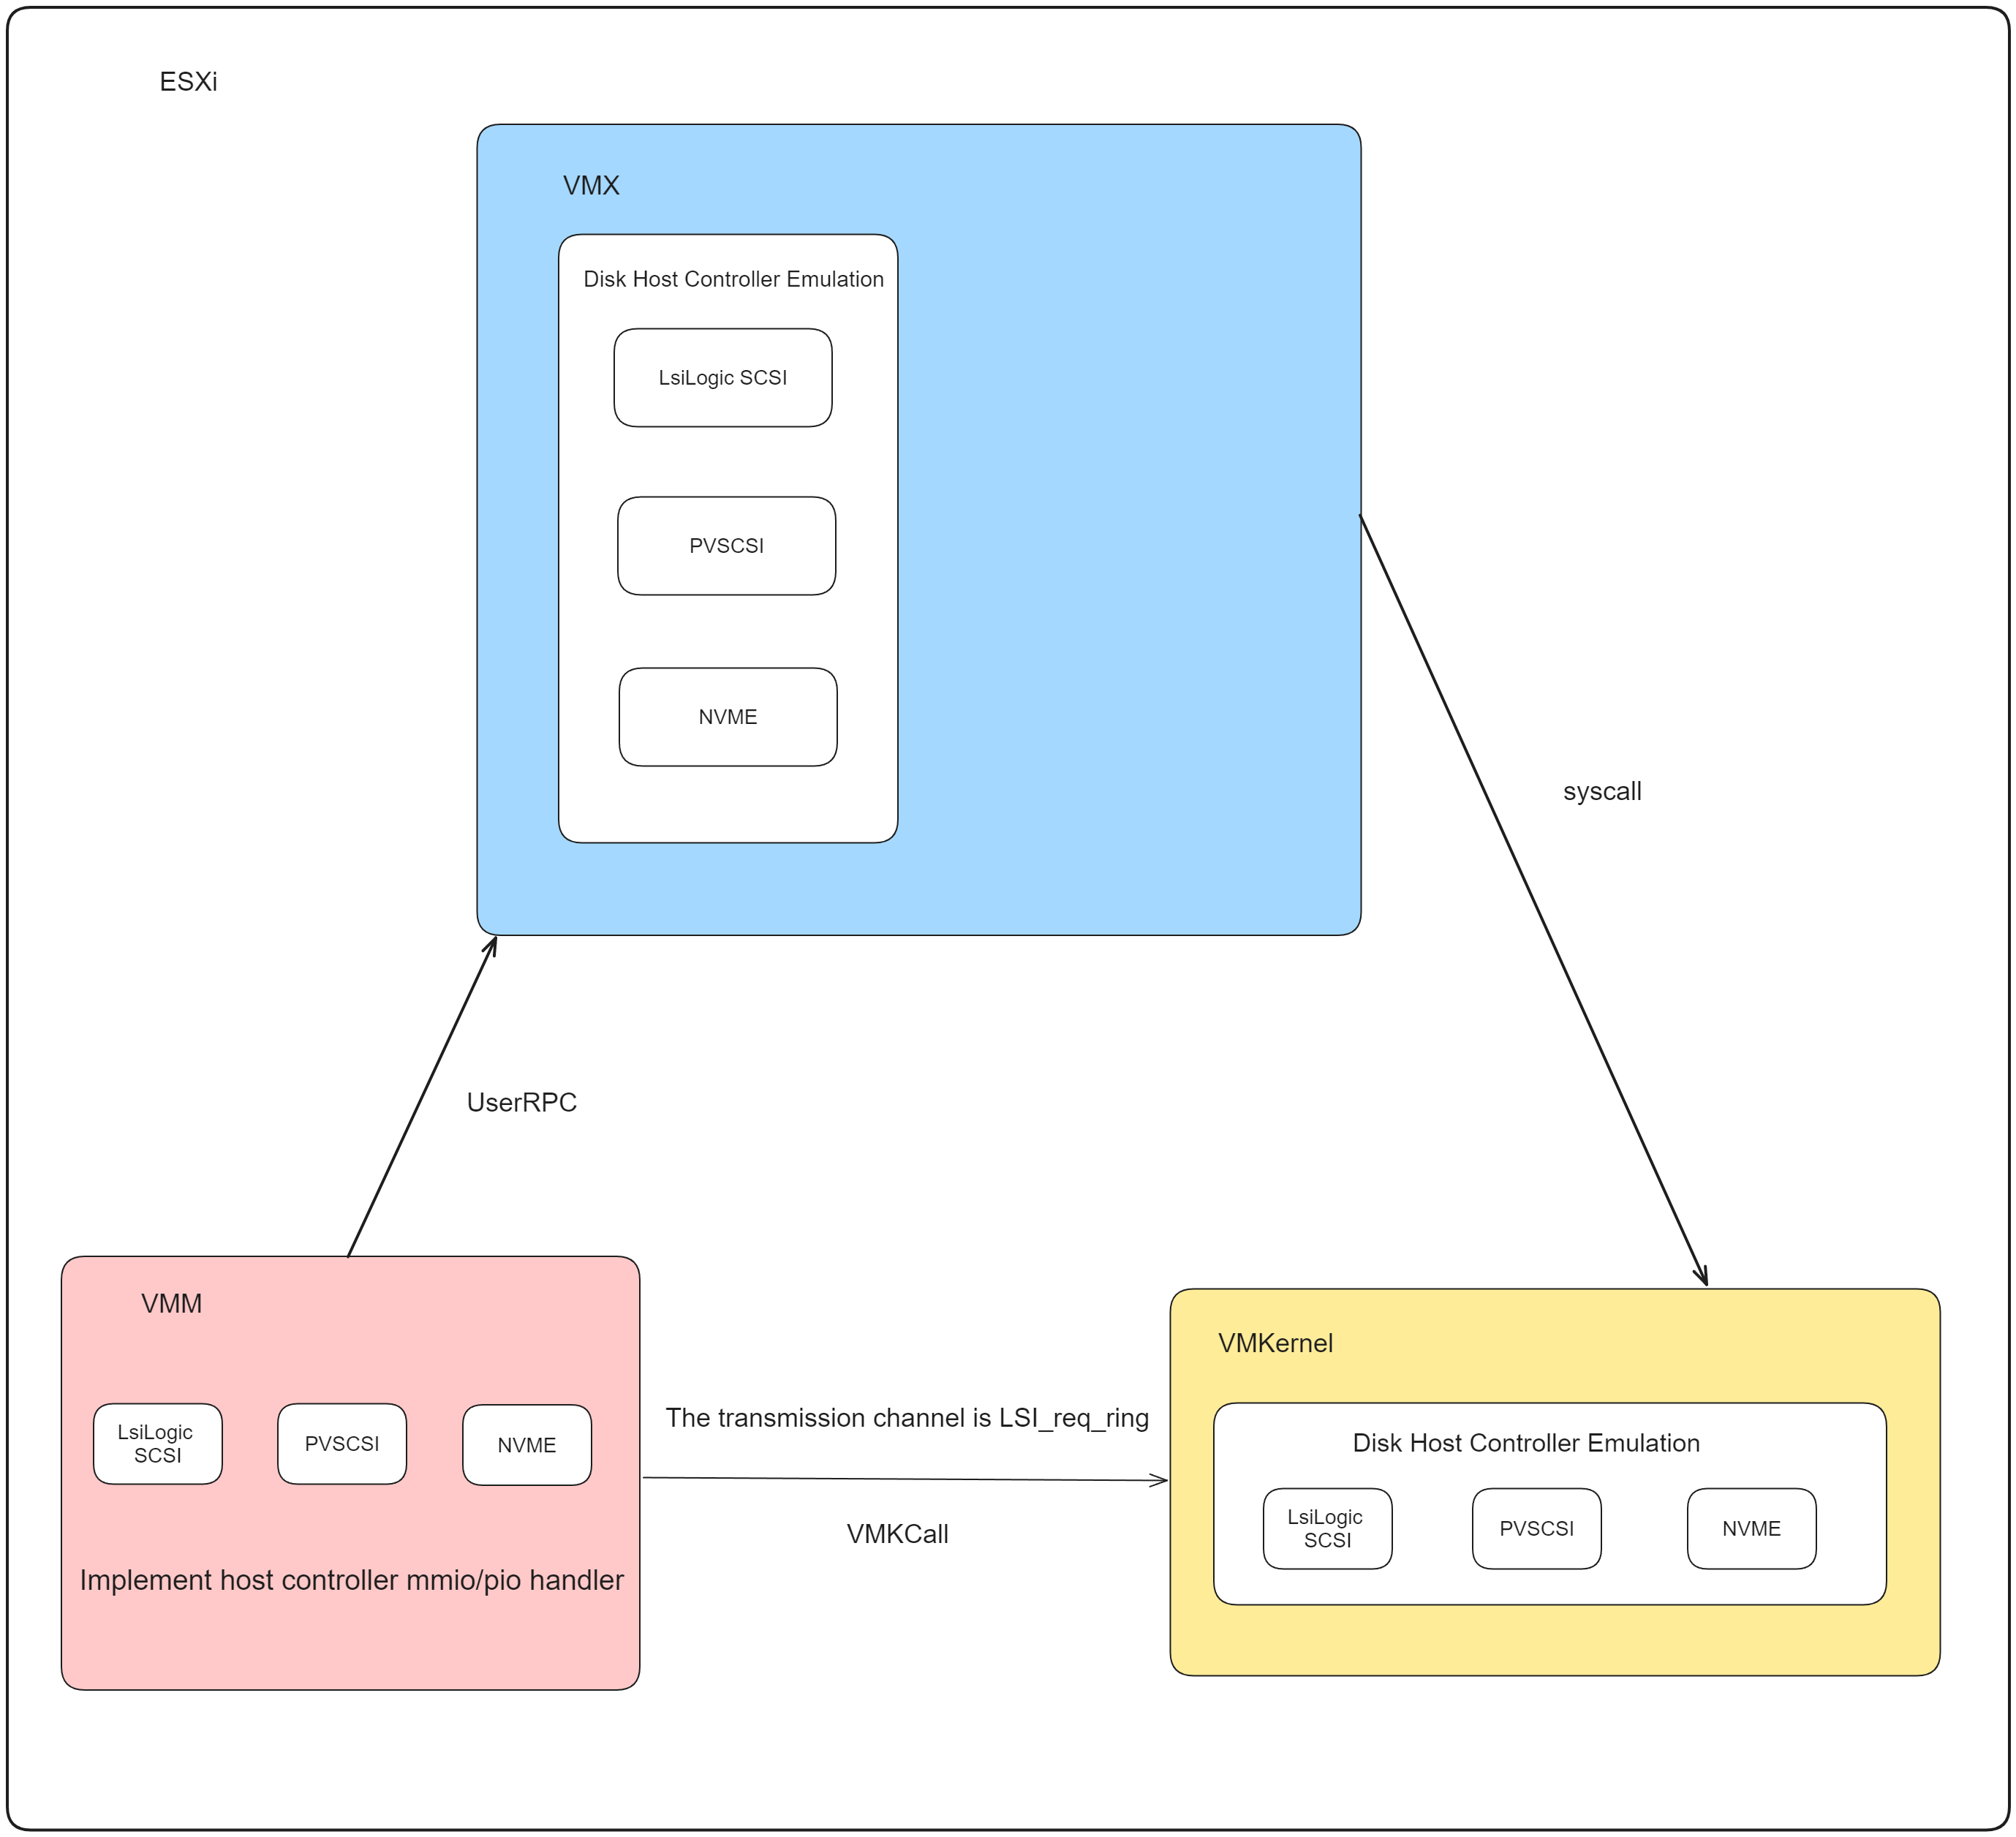 ESXi
VMX
Disk Host Controller Emulation
LsiLogic SCSI
PVSCSI
NVME
syscall
UserRPC
VMM
LsiLogic
SCSI
PVSCSI
NVME
Implement host controller mmio/pio handler
The transmission channel is LSI_req_ring
VMKCall
VMKernel
Disk Host Controller Emulation
LsiLogic
SCSI
PVSCSI
NVME